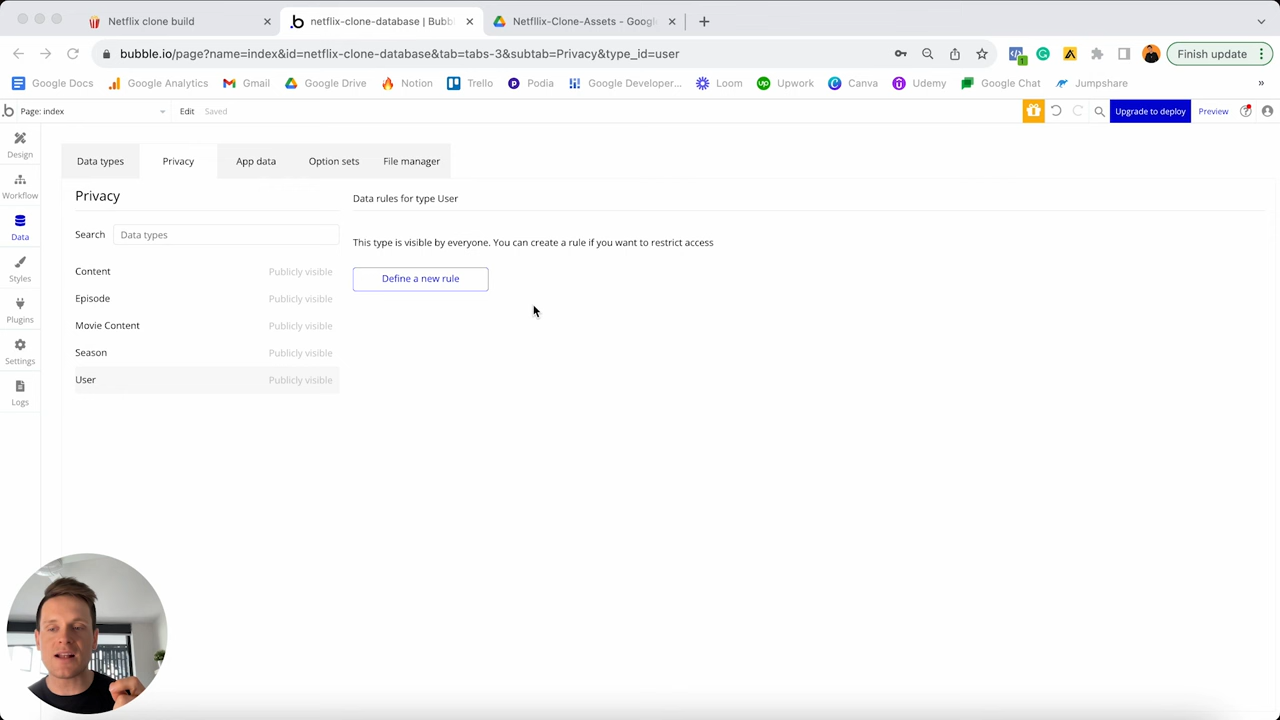 Netflix clone build
netflix-clone-database | Bubb
Netfllix-Clone-Assets - Google
bubble.io/page?name=index&id=netflix-clone-database&tab=tabs-3&subtab=Privacy&type_id=user
Finish update
Google Docs
Google Analytics
Gmail
Google Drive
Notion
Trello
Podia
Google Developer...
Loom
Upwork
Canva
Udemy
Google Chat
Jumpshare
»
Page: index
Edit
Saved
Upgrade to deploy
Preview
Design
Workflow
Data
Styles
Plugins
Settings
Logs
Data types
Privacy
App data
Option sets
File manager
Privacy
Search
Data types
Content
Publicly visible
Episode
Publicly visible
Movie Content
Publicly visible
Season
Publicly visible
User
Publicly visible
Data rules for type User
This type is visible by everyone. You can create a rule if you want to restrict access
Define a new rule